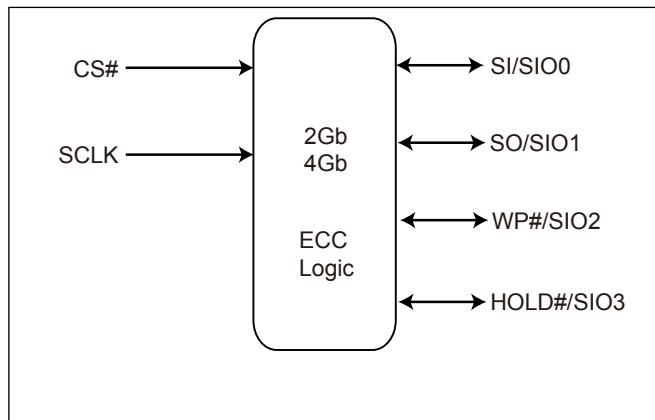 CS#
SCLK
2Gb
4Gb
ECC
Logic
SI/SIO0
SO/SIO1
WP#/SIO2
HOLD#/SIO3